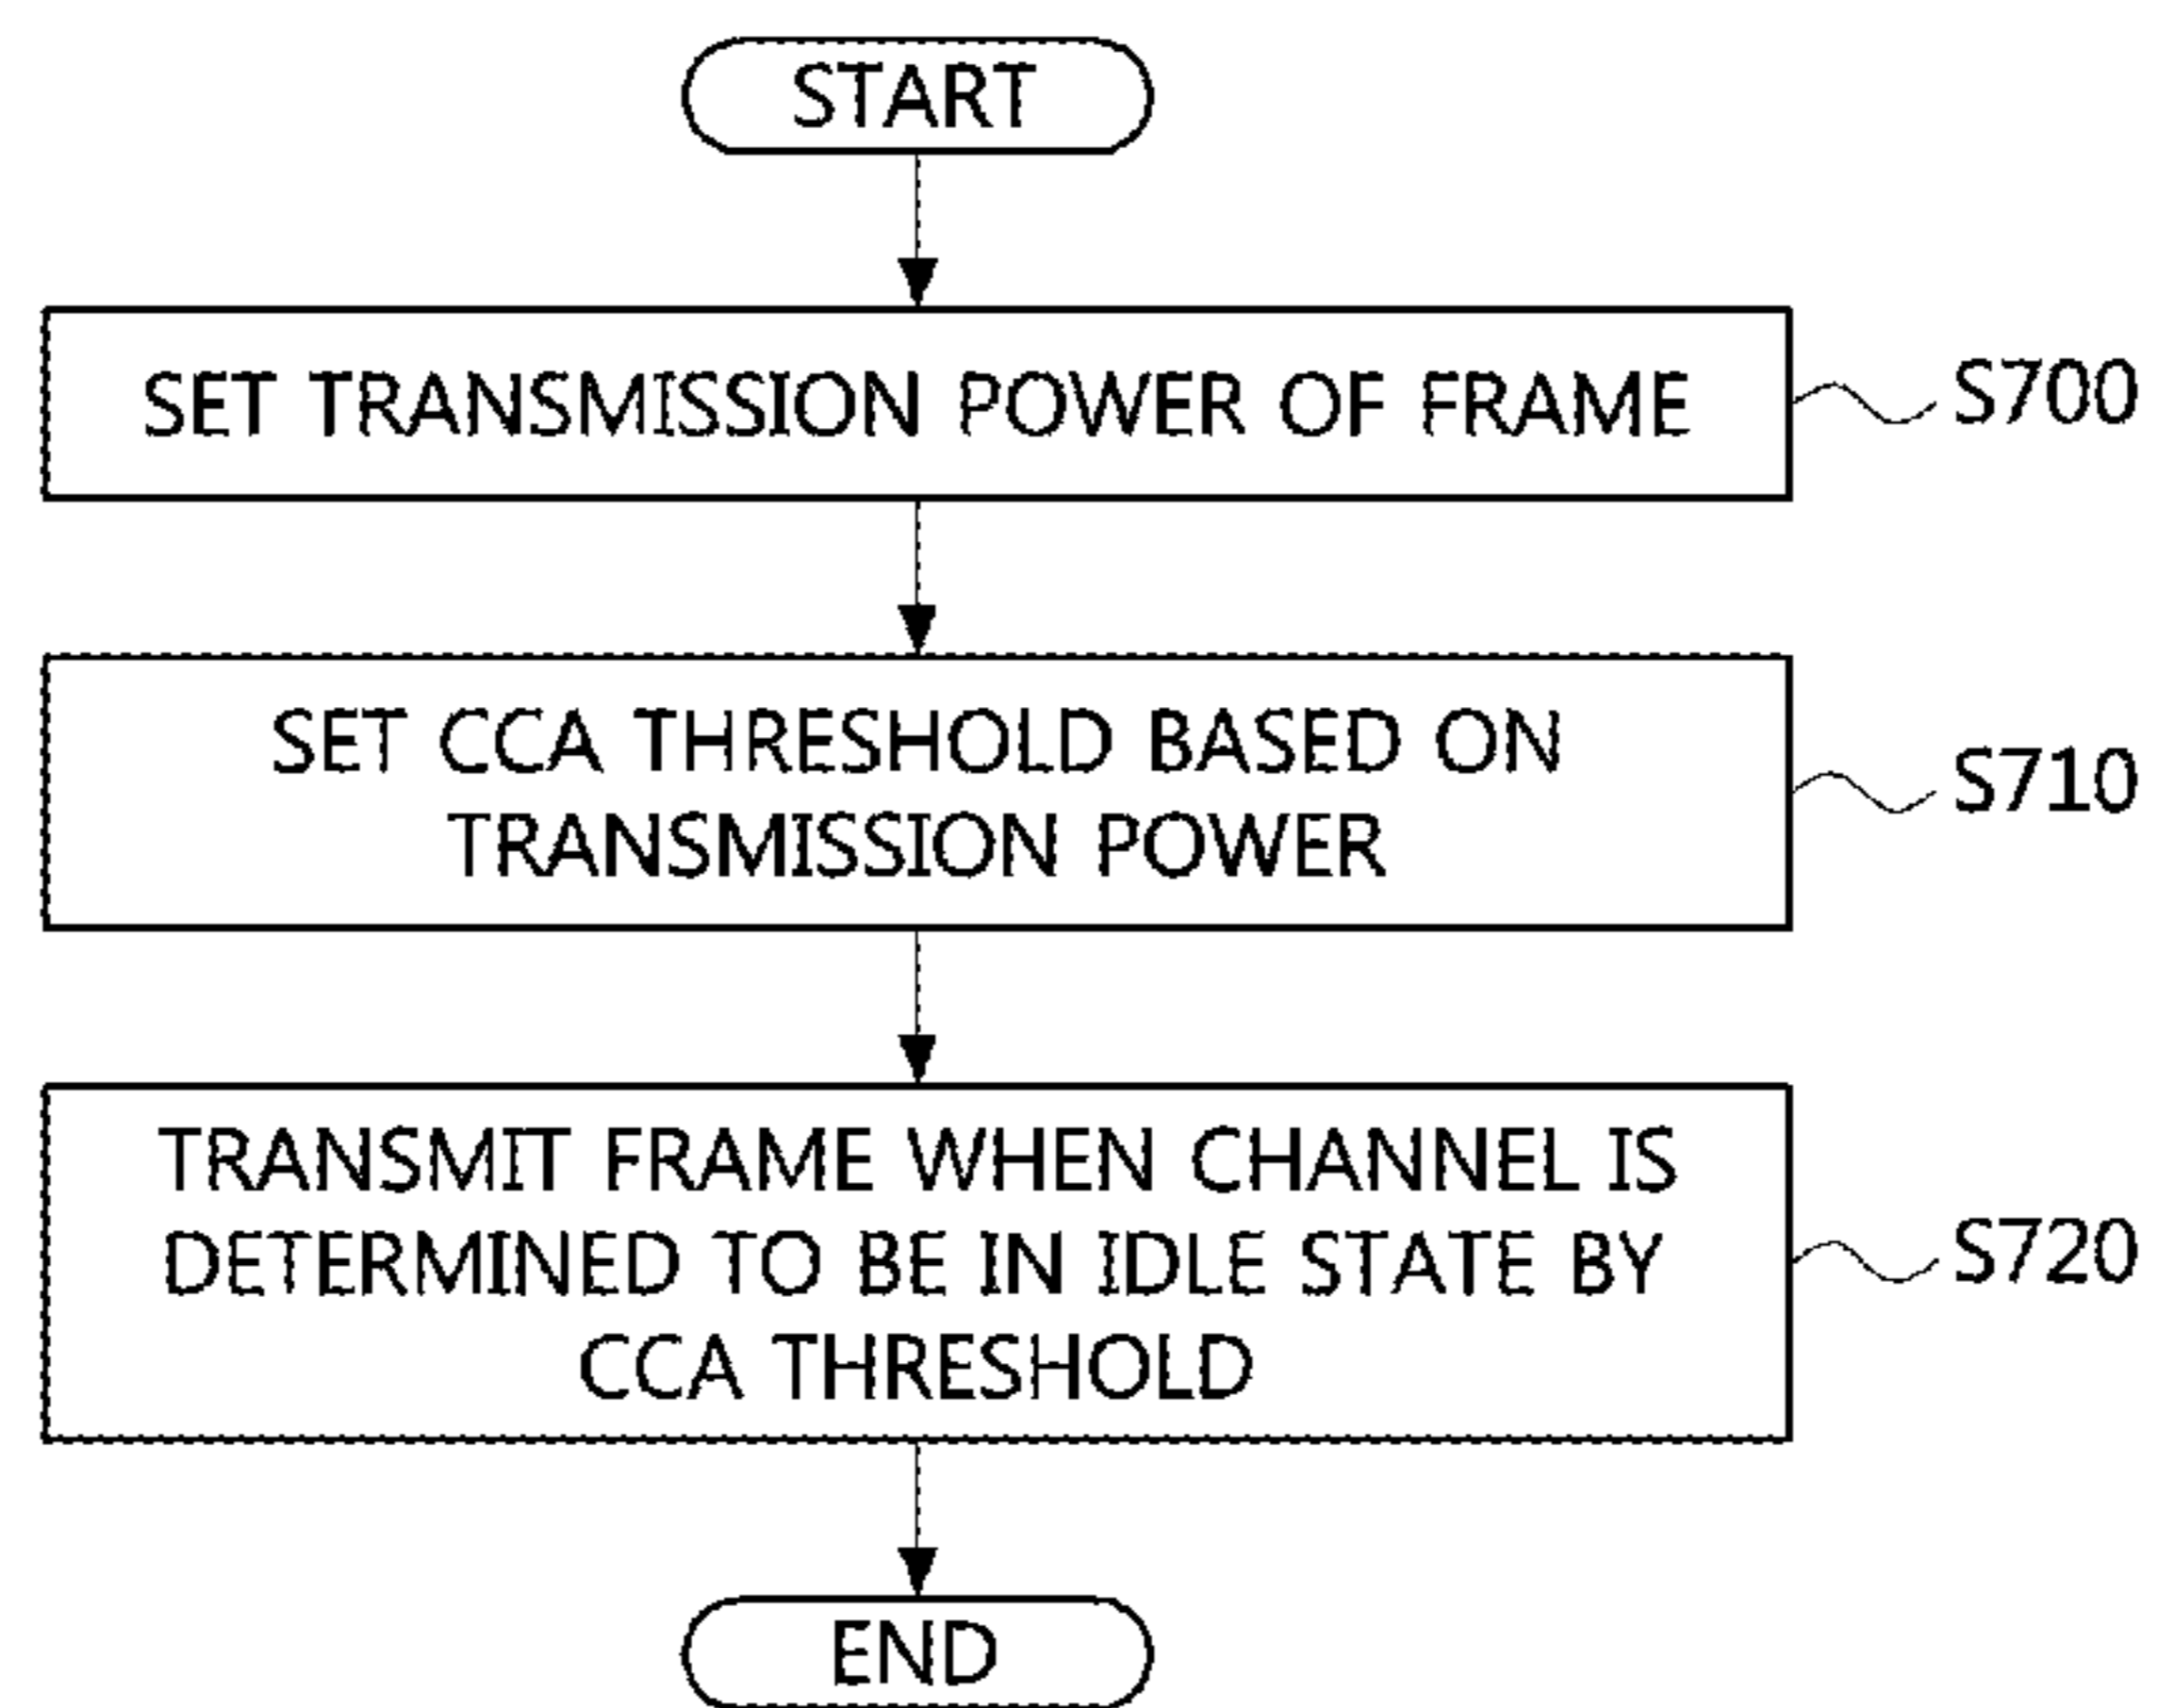 START
SET TRANSMISSION POWER OF FRAME
S700
SET CCA THRESHOLD BASED ON
TRANSMISSION POWER
S710
TRANSMIT FRAME WHEN CHANNEL IS
DETERMINED TO BE IN IDLE STATE BY
CCA THRESHOLD
S720
END